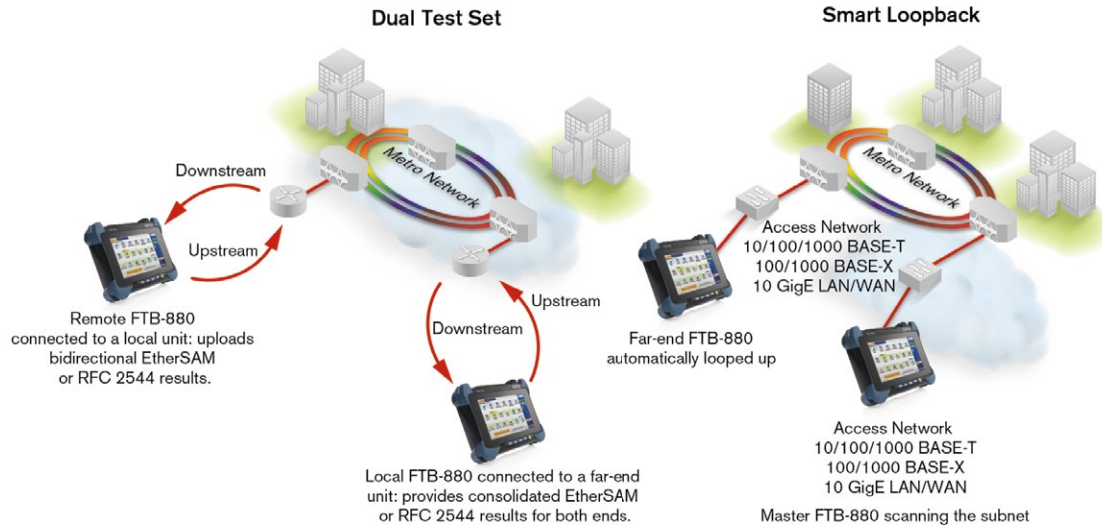 Dual Test Set
Downstream
Upstream
Metro Network
Remote FTB-880
connected to a local unit: uploads
bidirectional EtherSAM
or RFC 2544 results.
Downstream
Upstream
Local FTB-880 connected to a far-end
unit: provides consolidated EtherSAM
or RFC 2544 results for both ends.
Smart Loopback
Metro Network
Access Network
10/100/1000 BASE-T
100/1000 BASE-X
10 GigE LAN/WAN
Far-end FTB-880
automatically looped up
Access Network
10/100/1000 BASE-T
100/1000 BASE-X
10 GigE LAN/WAN
Master FTB-880 scanning the subnet